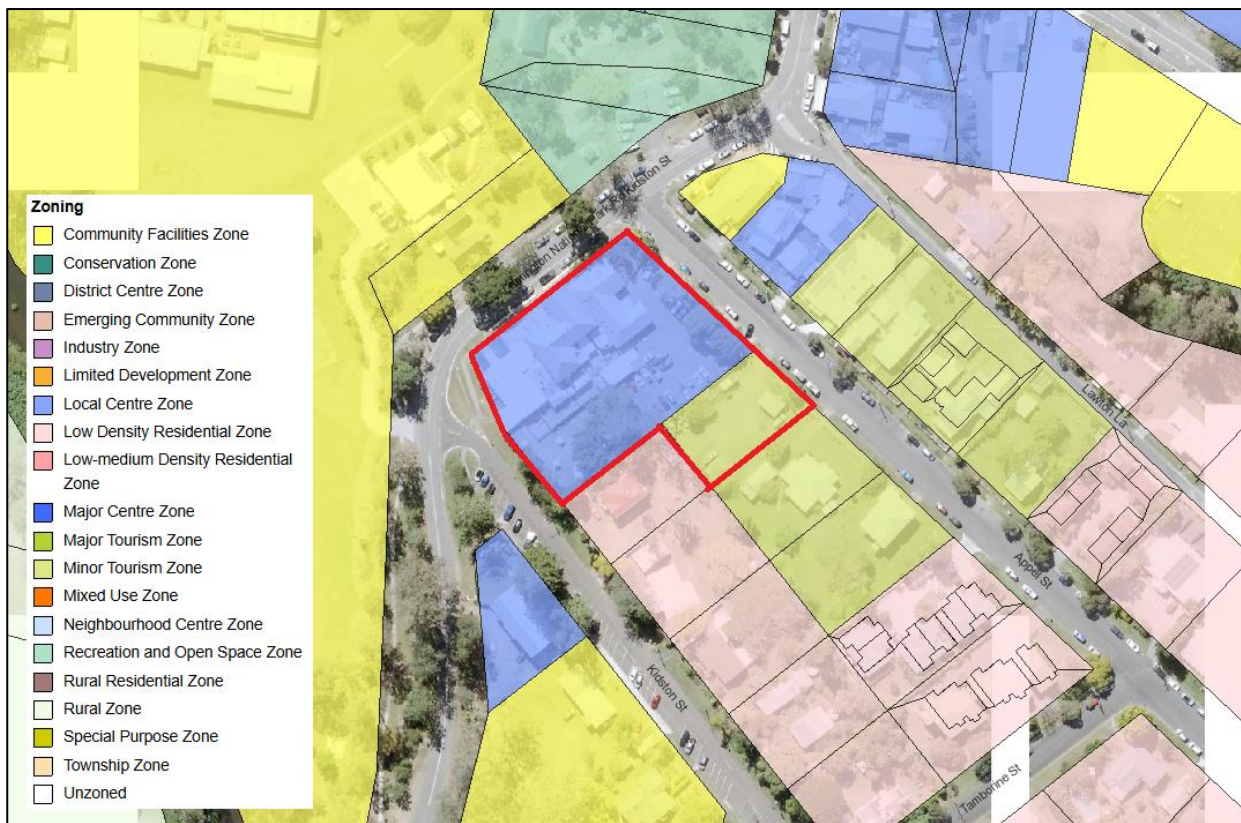 Kidston St
Zoning
Community Facilities Zone
Conservation Zone
District Centre Zone
Emerging Community Zone
Industry Zone
Limited Development Zone
Local Centre Zone
Low Density Residential Zone
Low-medium Density Residential
Zone
Major Centre Zone
Major Tourism Zone
Minor Tourism Zone
Mixed Use Zone
Neighbourhood Centre Zone
Recreation and Open Space Zone
Rural Residential Zone
Rural Zone
Special Purpose Zone
Township Zone
Unzoned
Lawton La
Appel St
Kidston St
Tamborine St